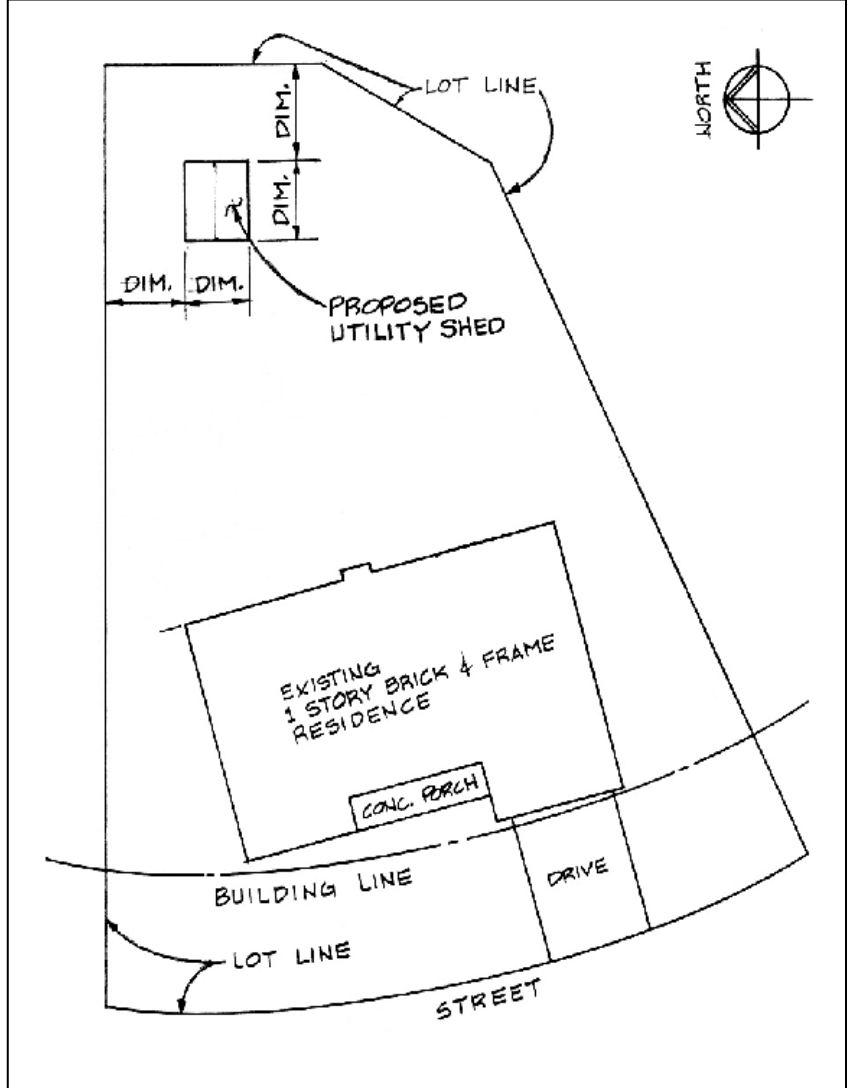 LOT LINE
NORTH
DIM.
DIM.
DIM.
DIM.
PROPOSED
UTILITY SHED
EXISTING
1 STORY BRICK & FRAME
RESIDENCE
CONC. PORCH
BUILDING LINE
DRIVE
LOT LINE
STREET